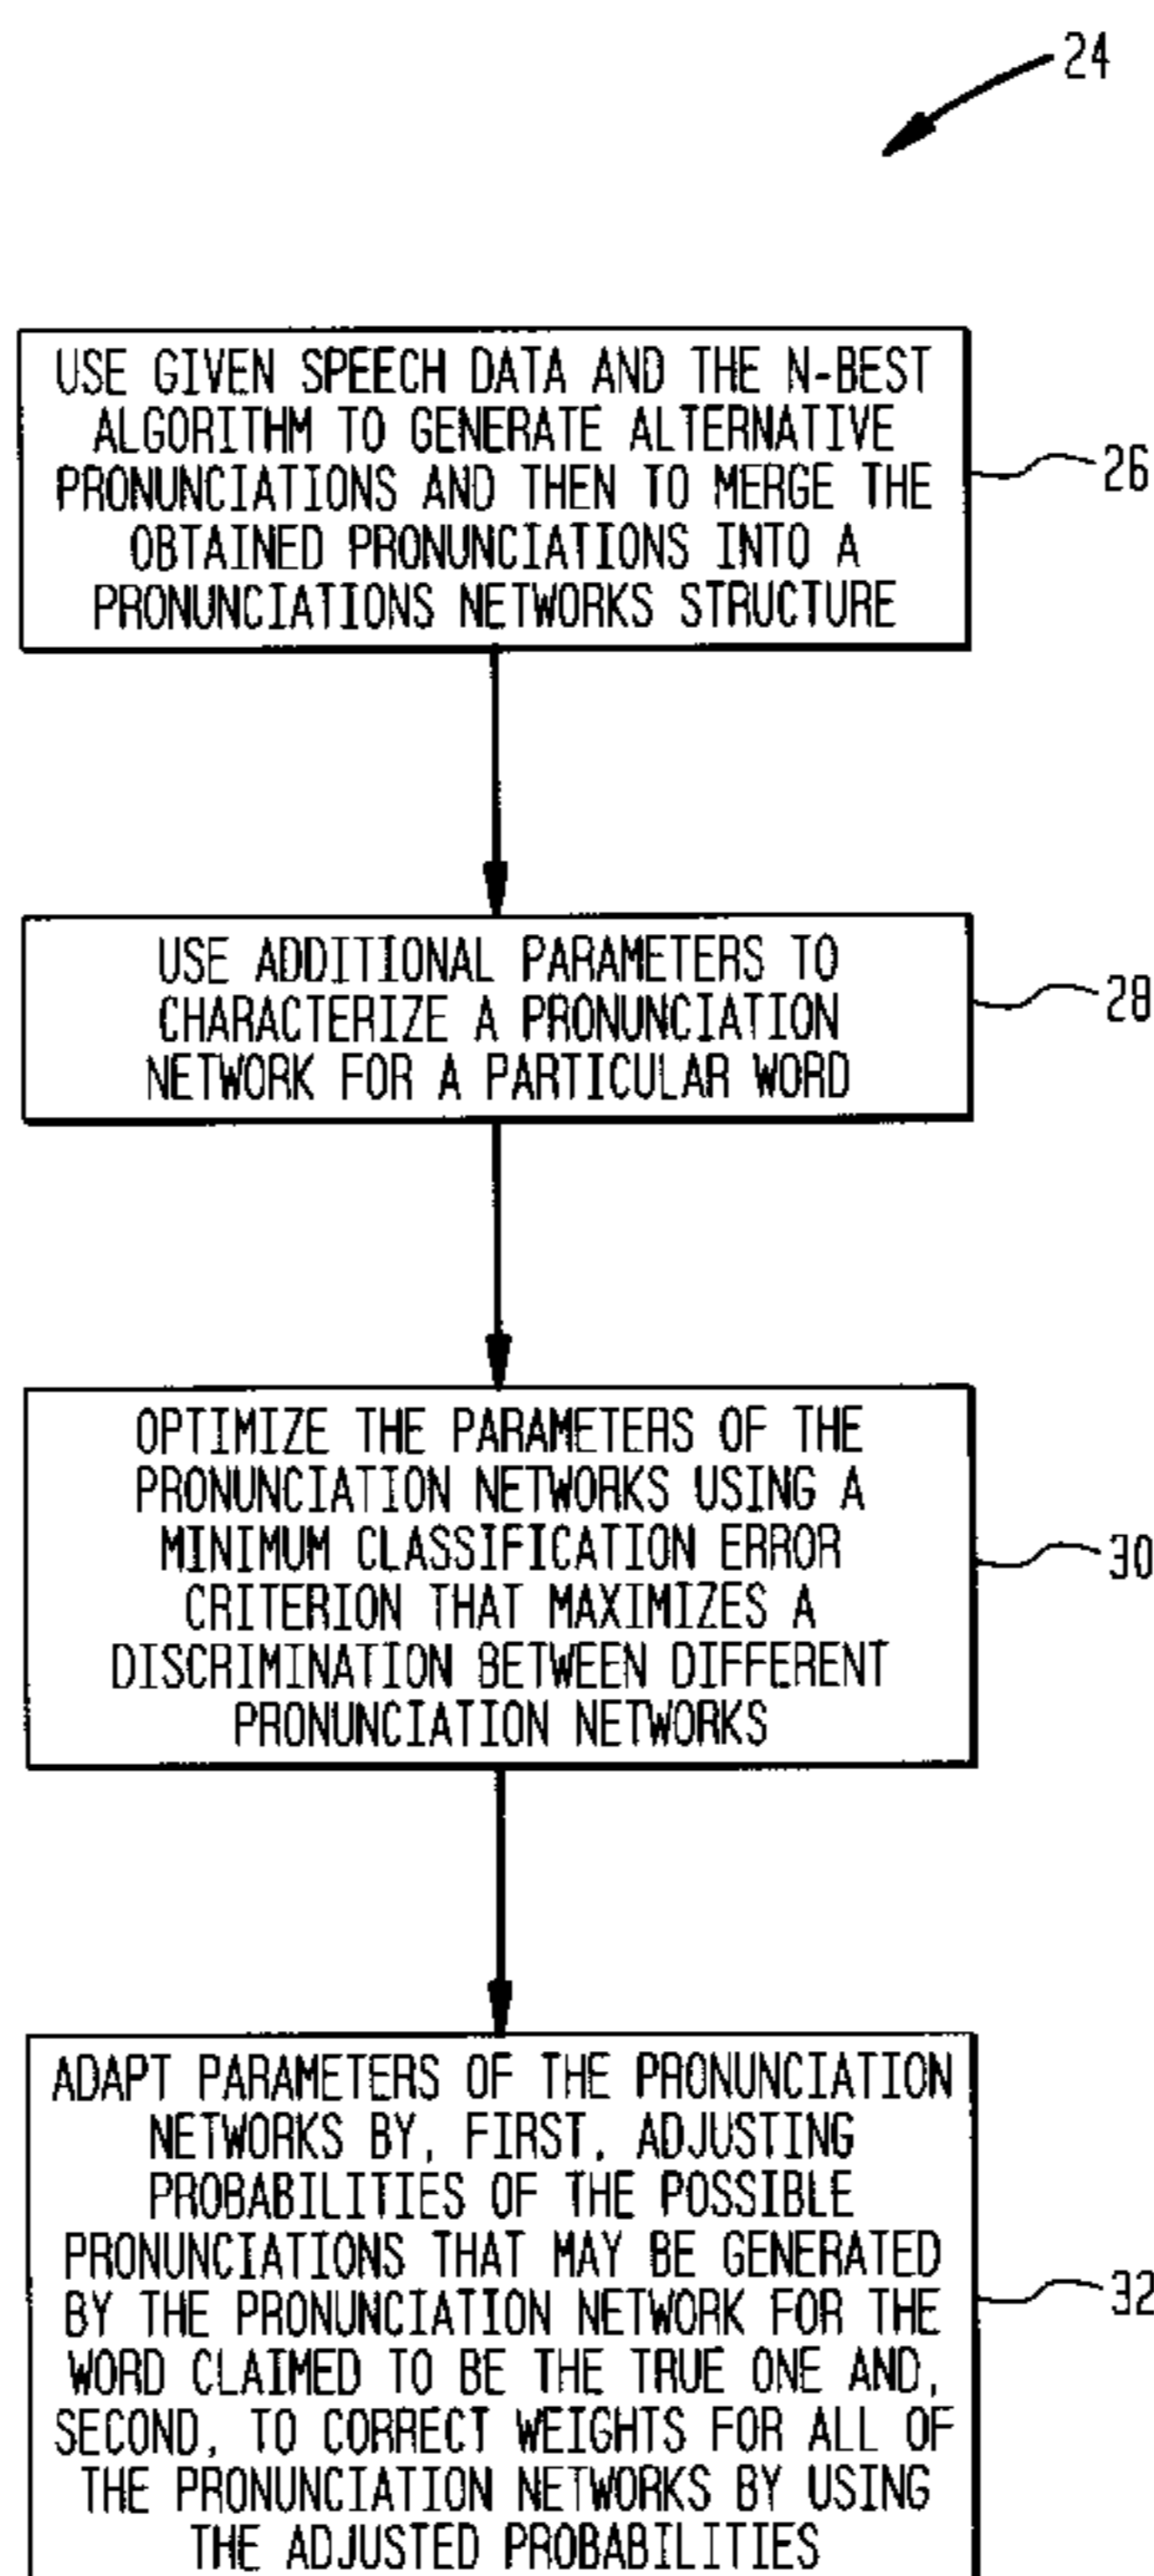 24
USE GIVEN SPEECH DATA AND THE N-BEST
ALGORITHM TO GENERATE ALTERNATIVE
PRONUNCIATIONS AND THEN TO MERGE THE
OBTAINED PRONUNCIATIONS INTO A
PRONUNCIATIONS NETWORKS STRUCTURE
26
USE ADDITIONAL PARAMETERS TO
CHARACTERIZE A PRONUNCIATION
NETWORK FOR A PARTICULAR WORD
28
OPTIMIZE THE PARAMETERS OF THE
PRONUNCIATION NETWORKS USING A
MINIMUM CLASSIFICATION ERROR
CRITERION THAT MAXIMIZES A
DISCRIMINATION BETWEEN DIFFERENT
PRONUNCIATION NETWORKS
30
ADAPT PARAMETERS OF THE PRONUNCIATION
NETWORKS BY, FIRST, ADJUSTING
PROBABILITIES OF THE POSSIBLE
PRONUNCIATIONS THAT MAY BE GENERATED
BY THE PRONUNCIATION NETWORK FOR THE
WORD CLAIMED TO BE THE TRUE ONE AND,
SECOND, TO CORRECT WEIGHTS FOR ALL OF
THE PRONUNCIATION NETWORKS BY USING
THE ADJUSTED PROBABILITIES
32